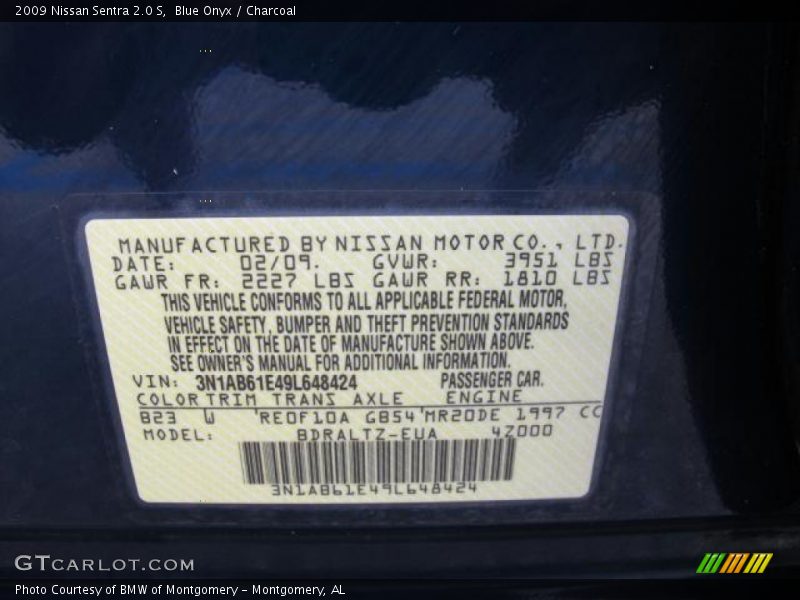 2009 Nissan Sentra 2.0 S,  Blue Onyx / Charcoal
MANUFACTURED BY NISSAN MOTOR CO., LTD.
DATE: 02/09. GVWR: 3951 LBS
GAWR FR: 2227 LBS GAWR RR: 1810 LBS
THIS VEHICLE CONFORMS TO ALL APPLICABLE FEDERAL MOTOR,
VEHICLE SAFETY, BUMPER AND THEFT PREVENTION STANDARDS
IN EFFECT ON THE DATE OF MANUFACTURE SHOWN ABOVE.
SEE OWNER'S MANUAL FOR ADDITIONAL INFORMATION.
VIN: 3N1AB61E49L648424 PASSENGER CAR.
COLOR TRIM TRANS AXLE ENGINE
B23 W 'RE0F10A GB54'MR20DE 1997 CC
MODEL: BDRALTZ-EUA 4Z000
3N1AB61E49L648424
GTCARLOT.COM
Photo Courtesy of BMW of Montgomery – Montgomery, AL